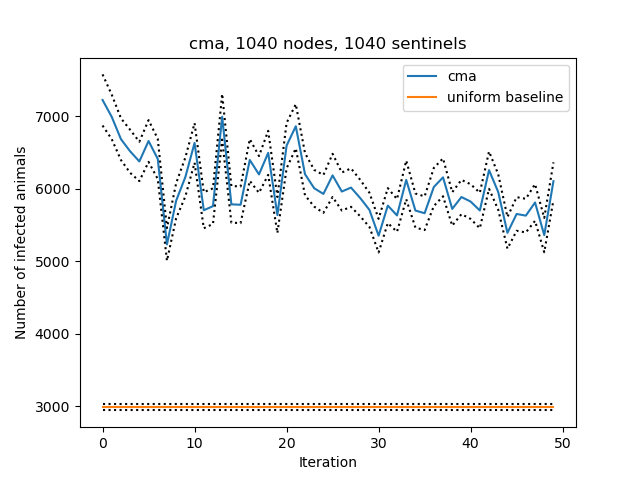 cma, 1040 nodes, 1040 sentinels
cma
uniform baseline
7000
6000
5000
4000
3000
Number of infected animals
0 10 20 30 40 50
Iteration